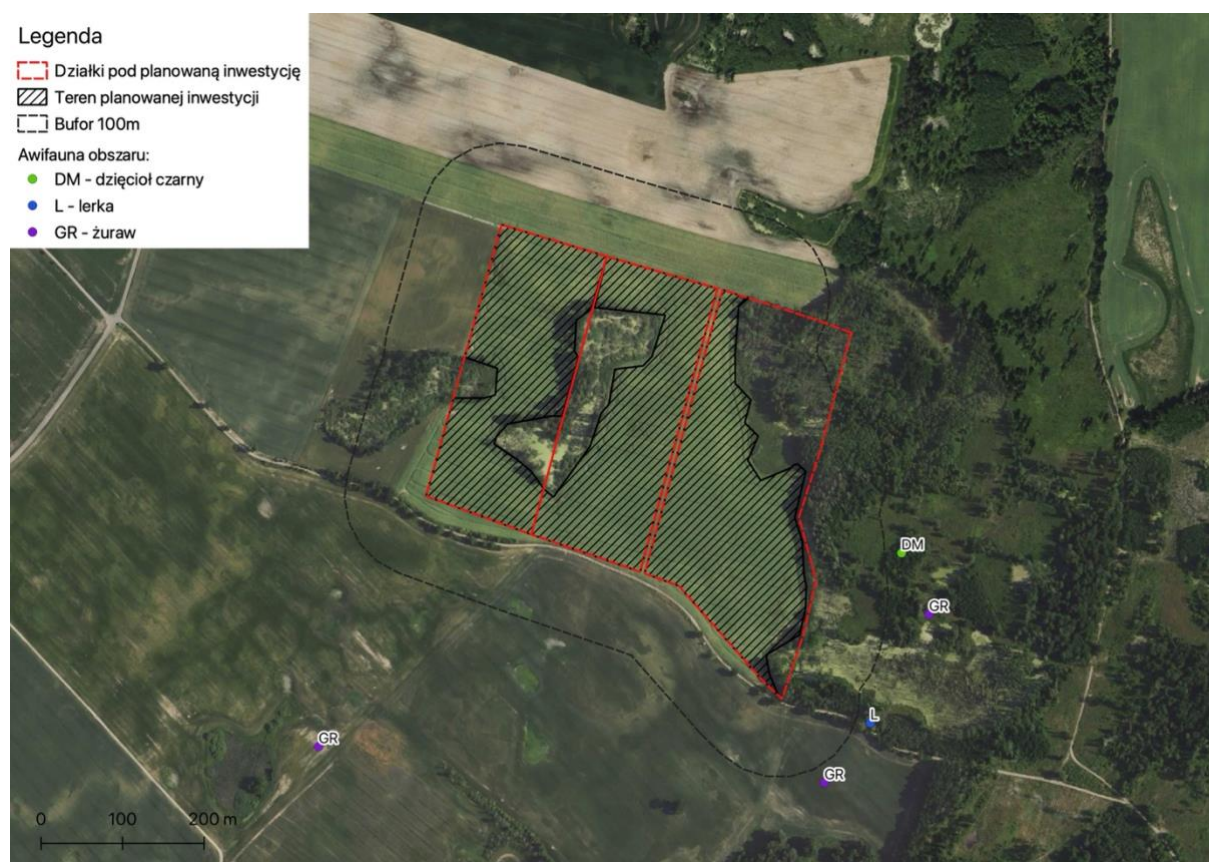 Legenda
Działki pod planowaną inwestycję
Teren planowanej inwestycji
Bufor 100m
Awifauna obszaru:
DM - dzięcioł czarny
L - lerka
GR - żuraw
DM
GR
L
GR
GR
0 100 200 m